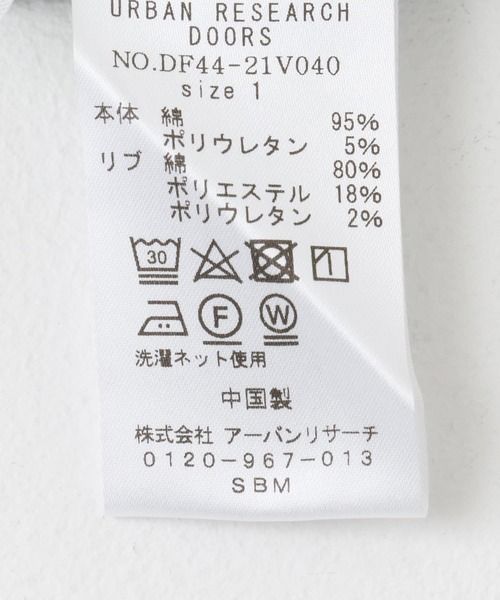 URBAN RESEARCH
DOORS
NO.DF44-21V040
size 1
本体 綿 95%
ポリウレタン 5%
リブ 綿 80%
ポリエステル 18%
ポリウレタン 2%
30
F W
洗濯ネット使用
中国製
株式会社 アーバンリサーチ
0120-967-013
SBM